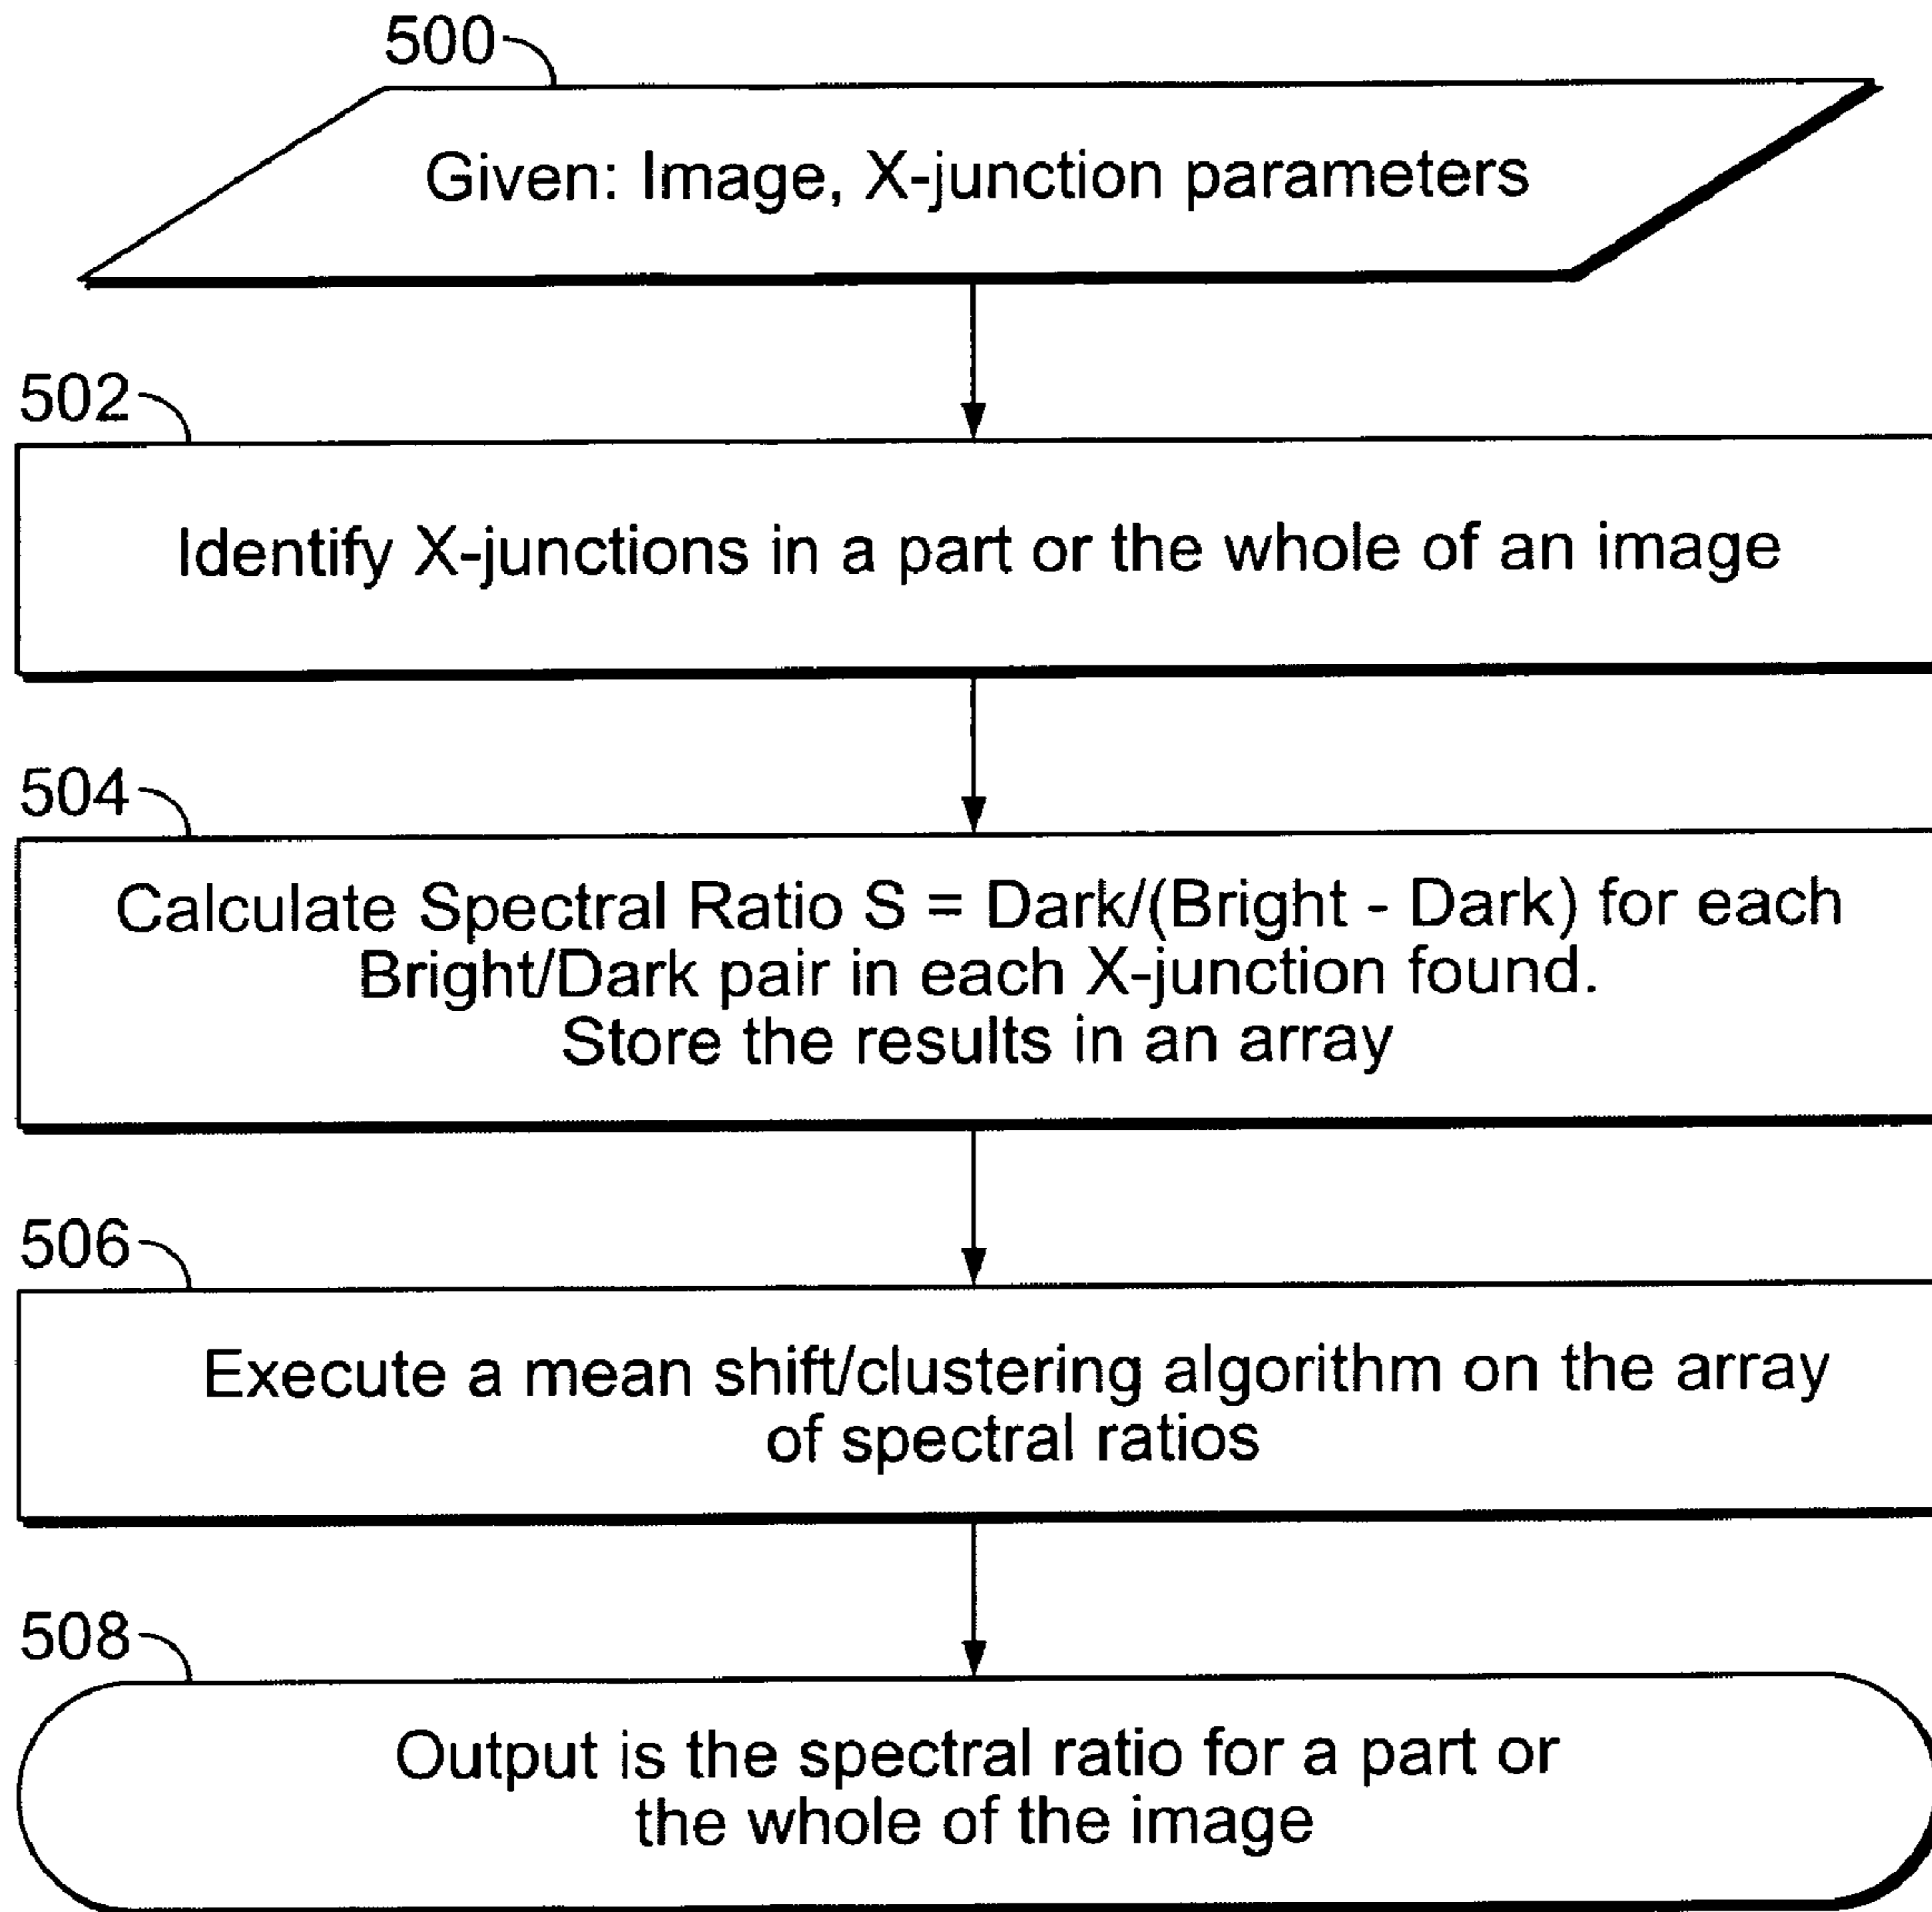 500
Given: Image, X-junction parameters
502
Identify X-junctions in a part or the whole of an image
504
Calculate Spectral Ratio S = Dark/(Bright - Dark) for each
Bright/Dark pair in each X-junction found.
Store the results in an array
506
Execute a mean shift/clustering algorithm on the array
of spectral ratios
508
Output is the spectral ratio for a part or
the whole of the image